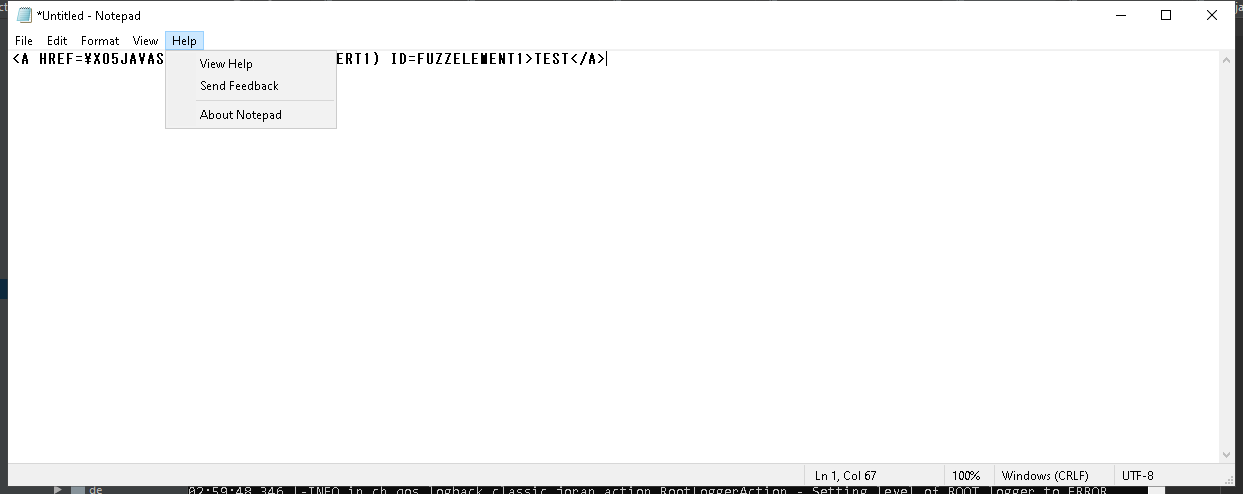 *Untitled - Notepad
File Edit Format View Help
<A HREF=¥X05JAVAS ERT1) ID=FUZZELEMENT1>TEST</A>
View Help
Send Feedback
About Notepad
Ln 1, Col 67 100% Windows (CRLF) UTF-8
de 02:59:48,346 |-INFO in ch.qos.logback.classic.joran.action.RootLoggerAction - Setting level of ROOT logger to ERROR